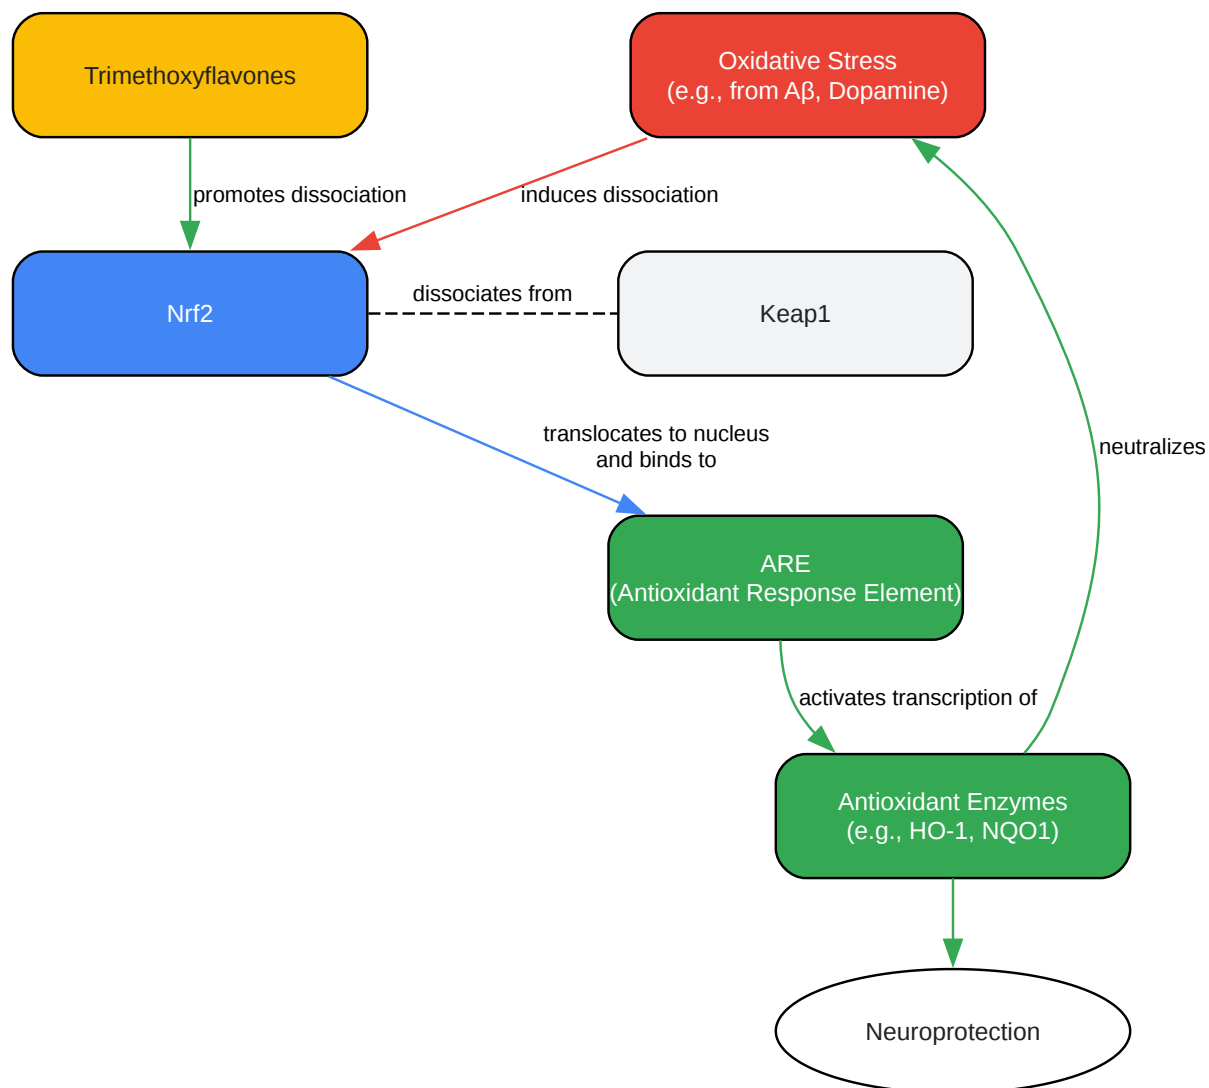 Trimethoxyflavones
Oxidative Stress
(e.g., from Aβ, Dopamine)
promotes dissociation
induces dissociation
Nrf2
dissociates from
Keap1
translocates to nucleus
and binds to
neutralizes
ARE
(Antioxidant Response Element)
activates transcription of
Antioxidant Enzymes
(e.g., HO-1, NQO1)
Neuroprotection